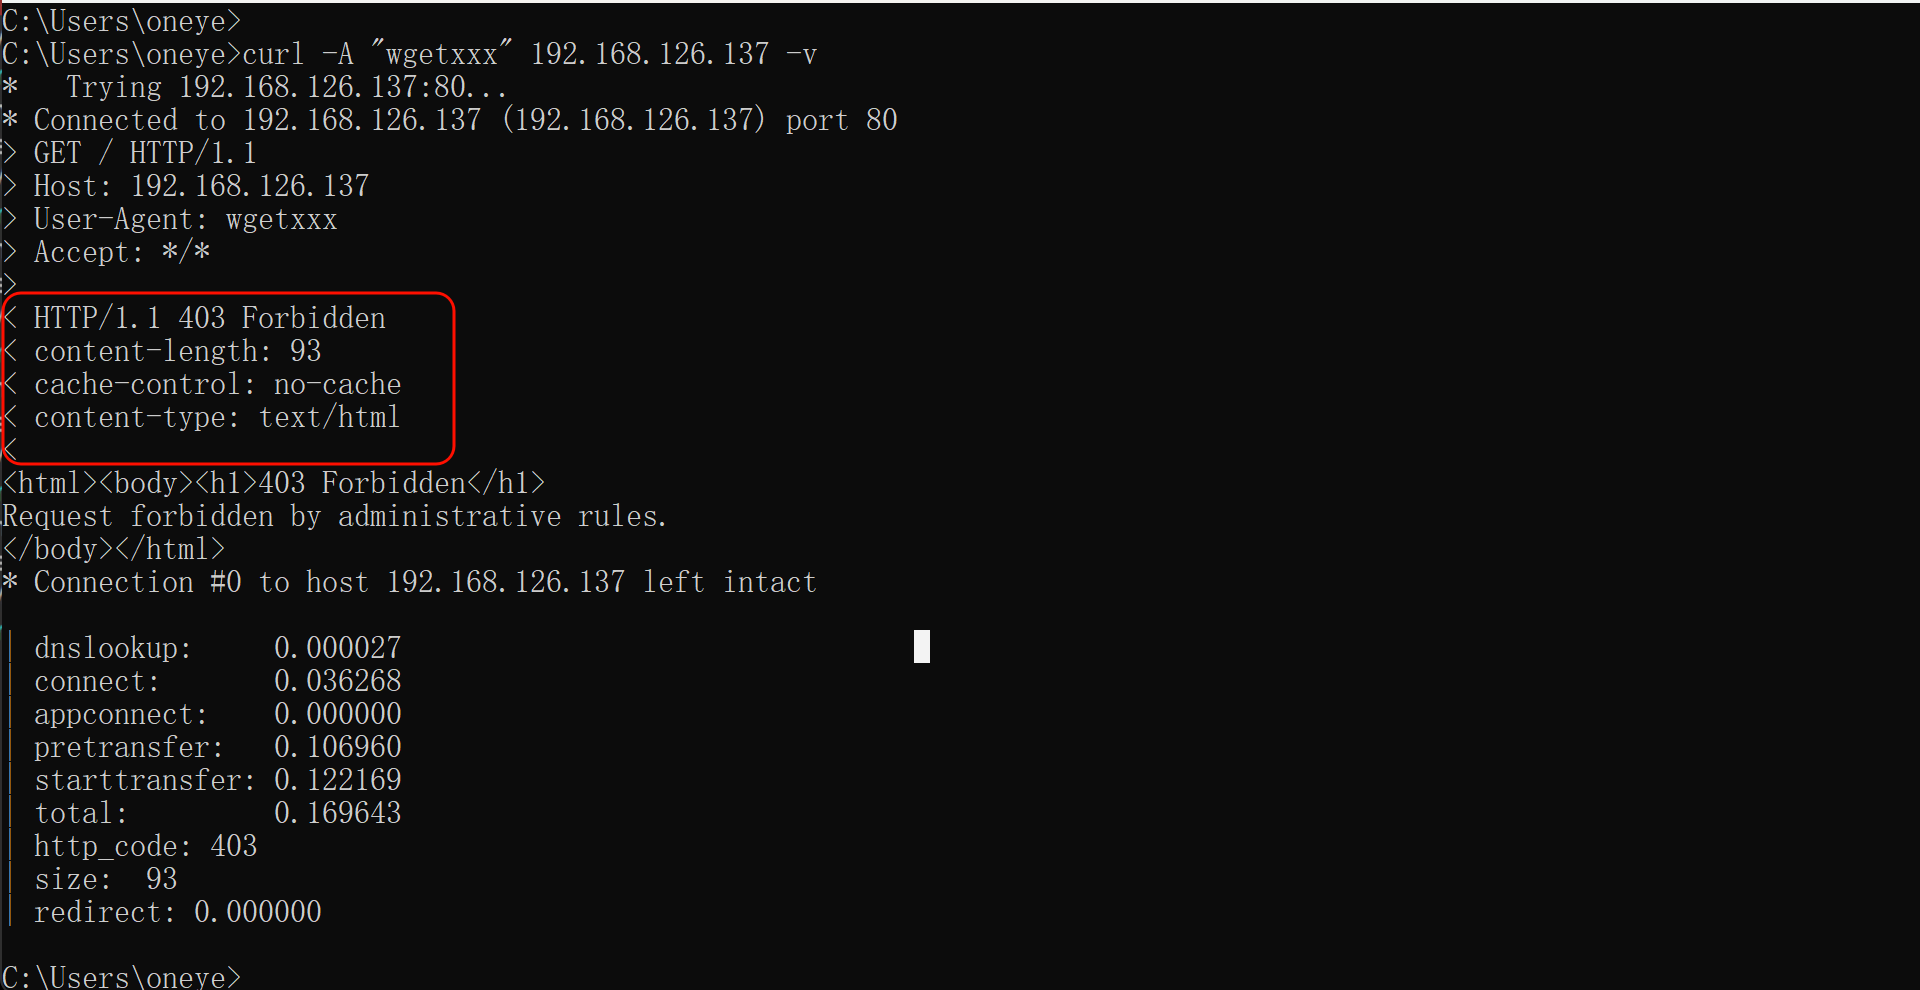 C:\Users\oneye>
C:\Users\oneye>curl -A "wgetxxx" 192.168.126.137 -v
*   Trying 192.168.126.137:80...
* Connected to 192.168.126.137 (192.168.126.137) port 80
> GET / HTTP/1.1
> Host: 192.168.126.137
> User-Agent: wgetxxx
> Accept: */*
>
< HTTP/1.1 403 Forbidden
< content-length: 93
< cache-control: no-cache
< content-type: text/html
<
<html><body><h1>403 Forbidden</h1>
Request forbidden by administrative rules.
</body></html>
* Connection #0 to host 192.168.126.137 left intact
| dnslookup:     0.000027
| connect:       0.036268
| appconnect:    0.000000
| pretransfer:   0.106960
| starttransfer: 0.122169
| total:         0.169643
| http_code: 403
| size:  93
| redirect: 0.000000
C:\Users\oneye>